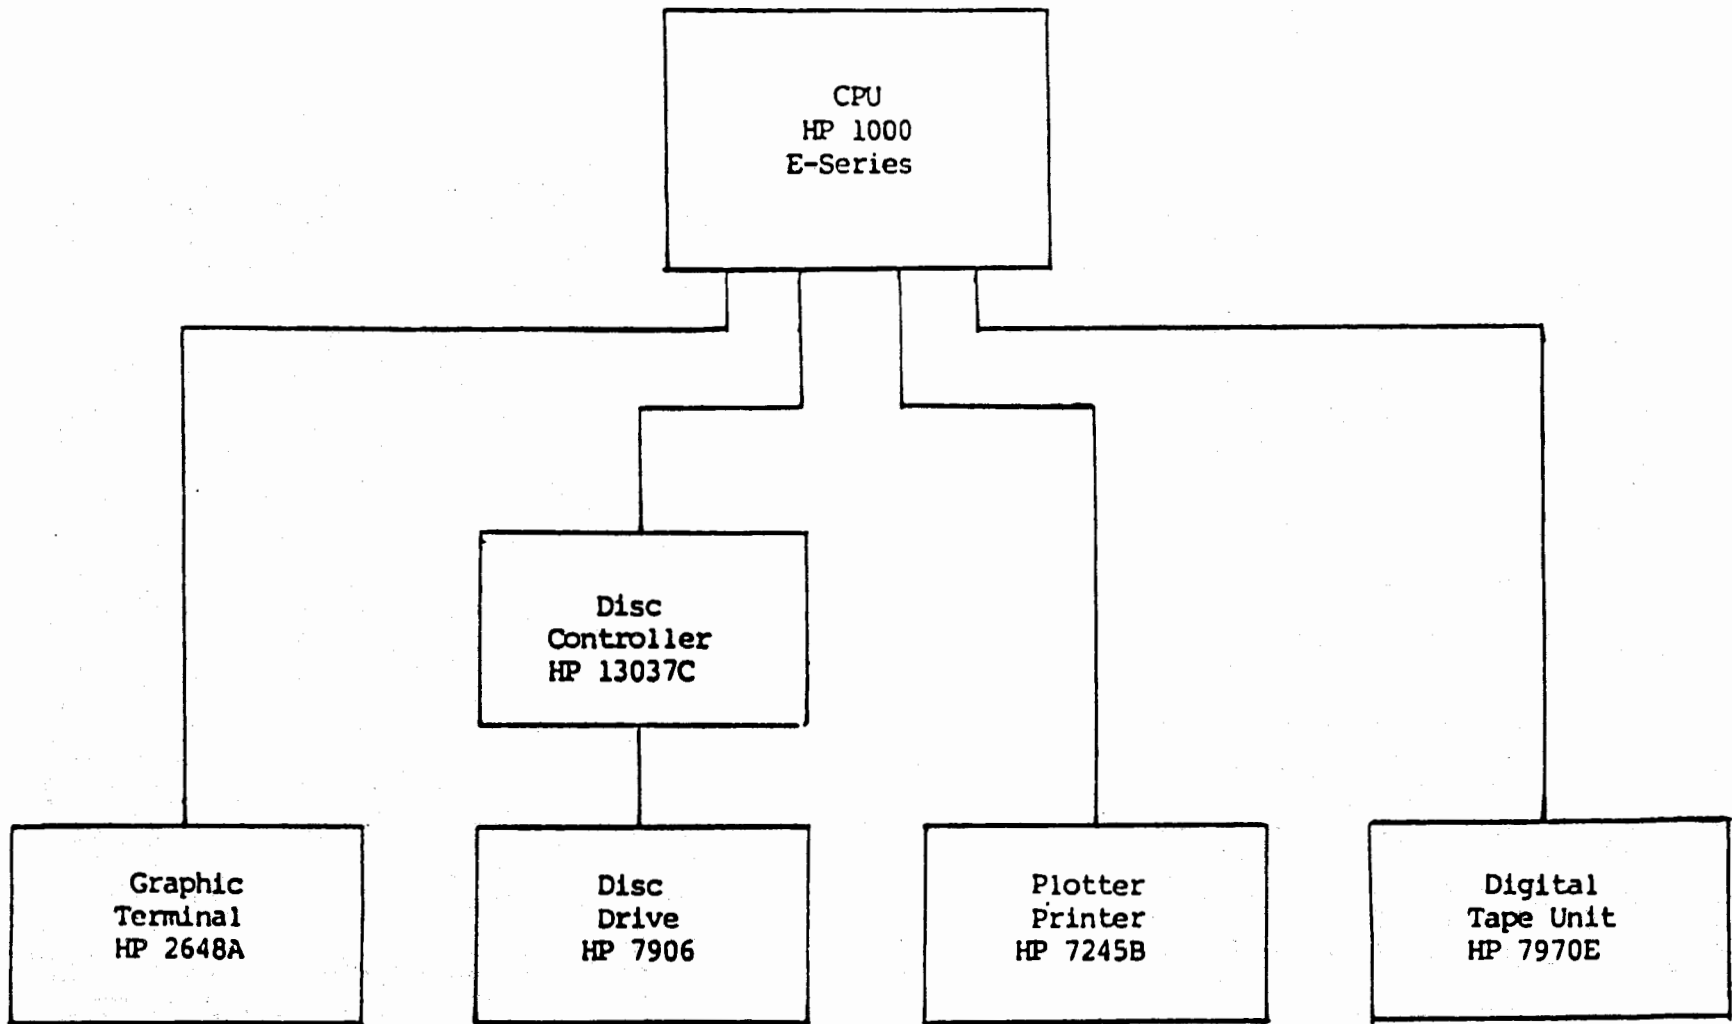 CPU
HP 1000
E-Series
Disc
Controller
HP 13037C
Graphic
Terminal
HP 2648A
Disc
Drive
HP 7906
Plotter
Printer
HP 7245B
Digital
Tape Unit
HP 7970E